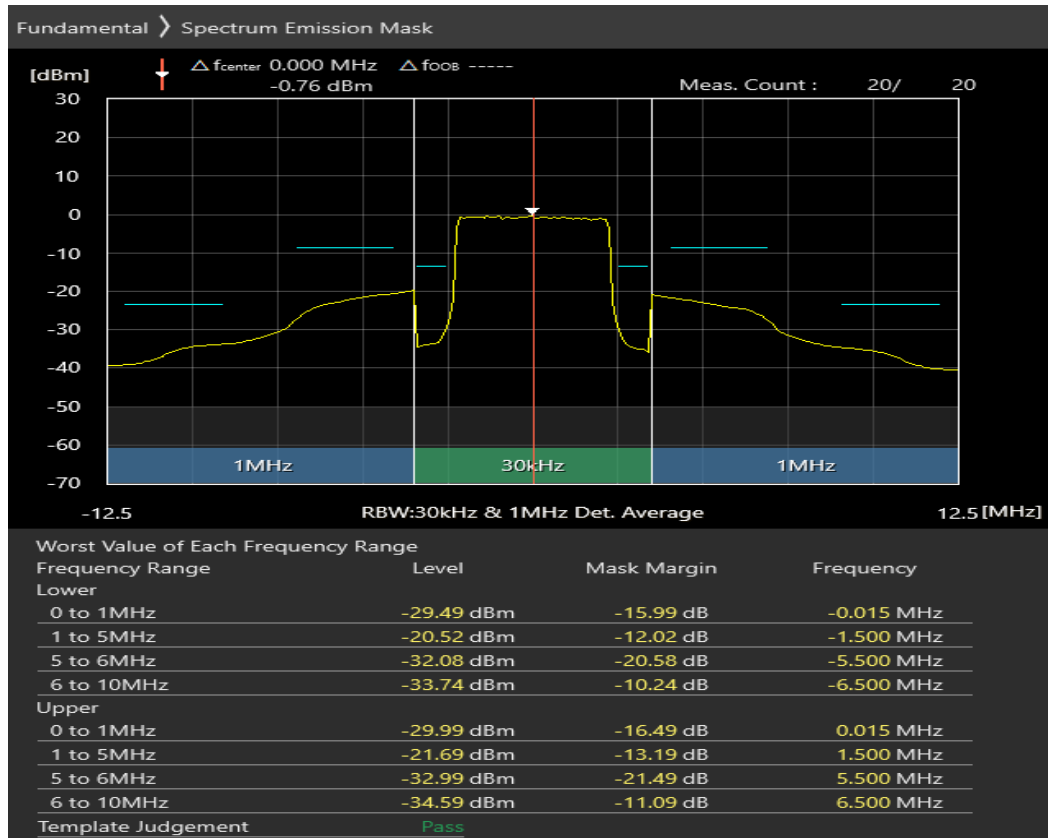 Fundamental ❯ Spectrum Emission Mask
△ fcenter 0.000 MHz △ fOOB -----
[dBm] -0.76 dBm Meas. Count : 20/ 20
30
20
10
0
-10
-20
-30
-40
-50
-60
1MHz 30kHz 1MHz
-70
-12.5 RBW:30kHz & 1MHz Det. Average 12.5 [MHz]
Worst Value of Each Frequency Range
Frequency Range Level Mask Margin Frequency
Lower
0 to 1MHz -29.49 dBm -15.99 dB -0.015 MHz
1 to 5MHz -20.52 dBm -12.02 dB -1.500 MHz
5 to 6MHz -32.08 dBm -20.58 dB -5.500 MHz
6 to 10MHz -33.74 dBm -10.24 dB -6.500 MHz
Upper
0 to 1MHz -29.99 dBm -16.49 dB 0.015 MHz
1 to 5MHz -21.69 dBm -13.19 dB 1.500 MHz
5 to 6MHz -32.99 dBm -21.49 dB 5.500 MHz
6 to 10MHz -34.59 dBm -11.09 dB 6.500 MHz
Template Judgement Pass